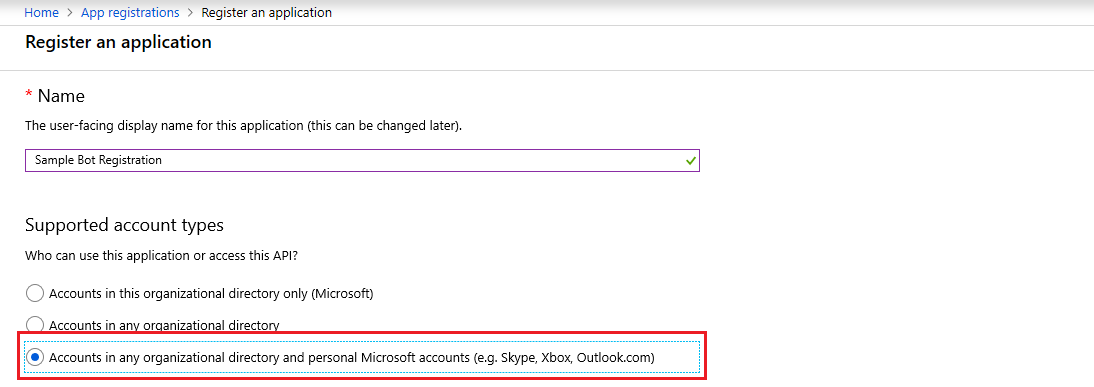 Home > App registrations > Register an application
Register an application
* Name
The user-facing display name for this application (this can be changed later).
Sample Bot Registration
Supported account types
Who can use this application or access this API?
Accounts in this organizational directory only (Microsoft)
Accounts in any organizational directory
Accounts in any organizational directory and personal Microsoft accounts (e.g. Skype, Xbox, Outlook.com)